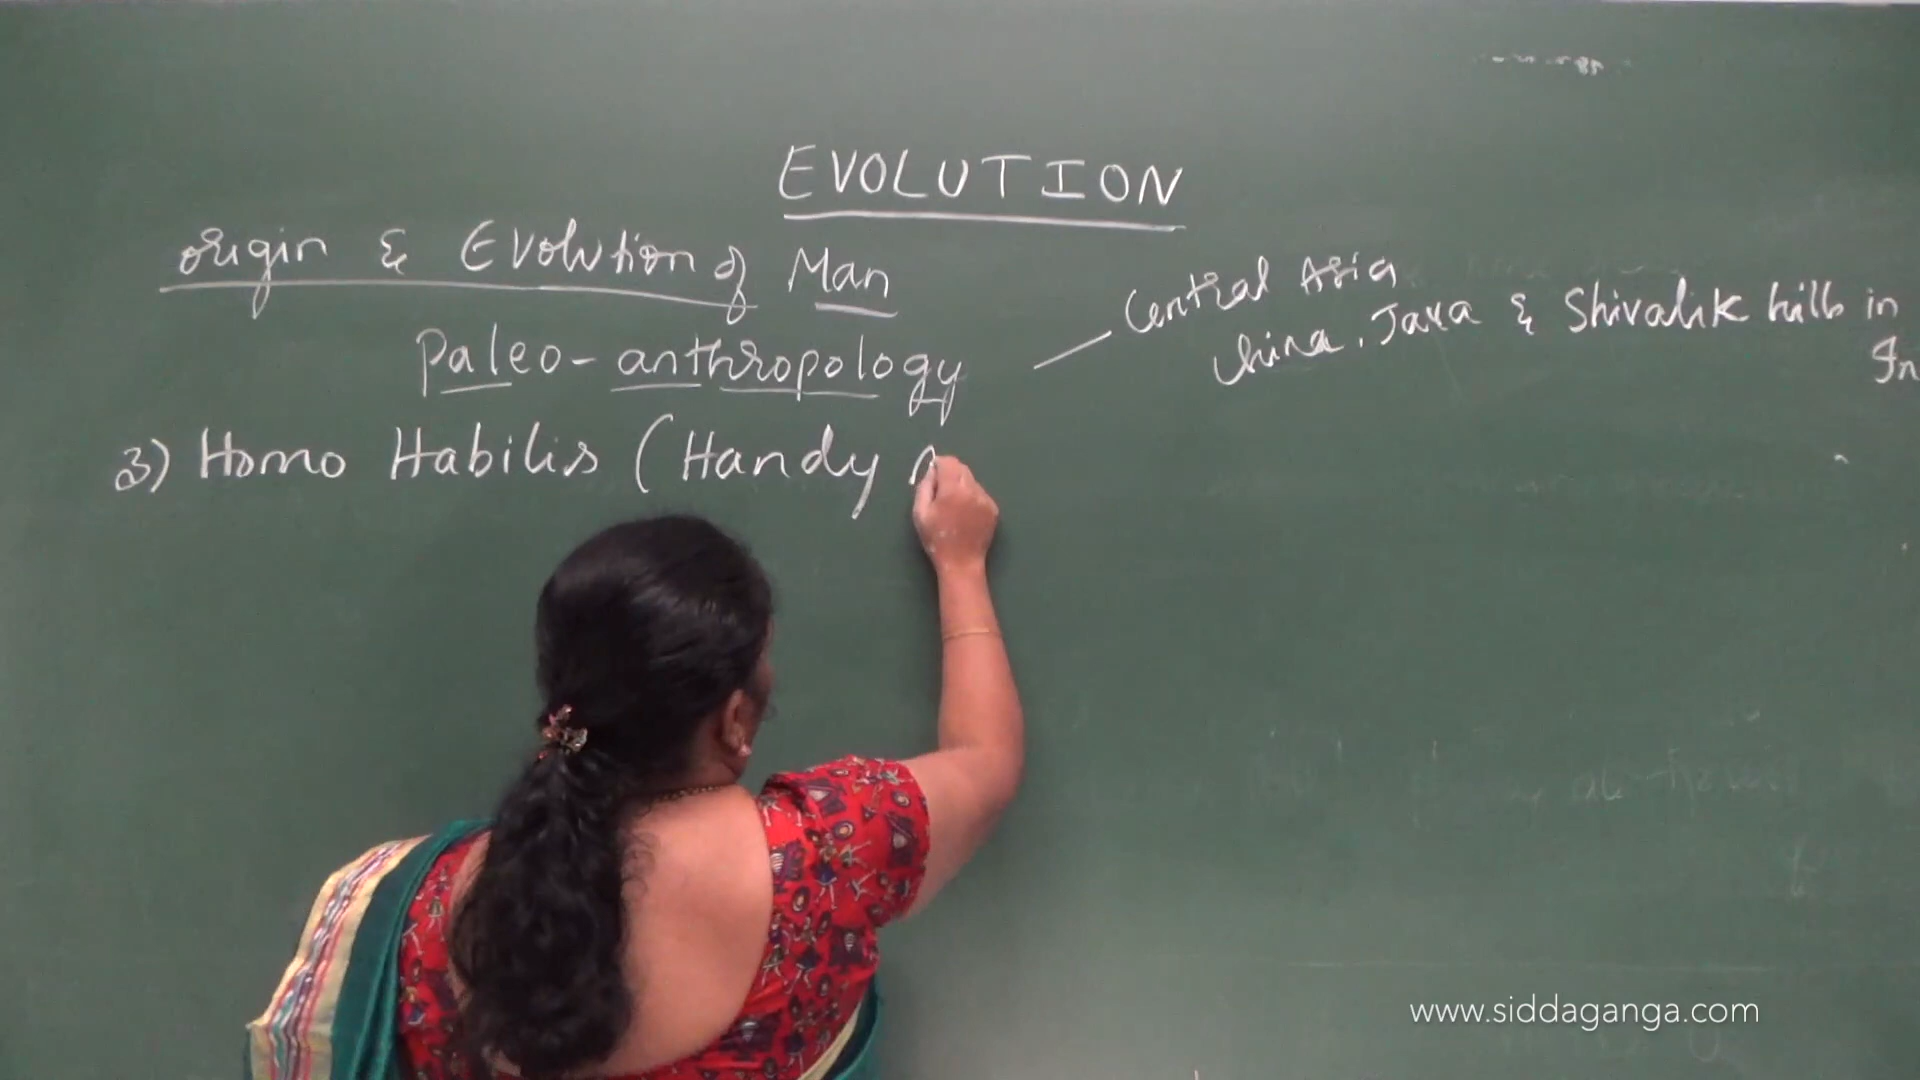 EVOLUTION
Origin & Evolution of Man
Central Asia
China, Java & Shivalik hills in
In
Paleo-anthropology
3) Homo Habilis (Handy
www.siddaganga.com